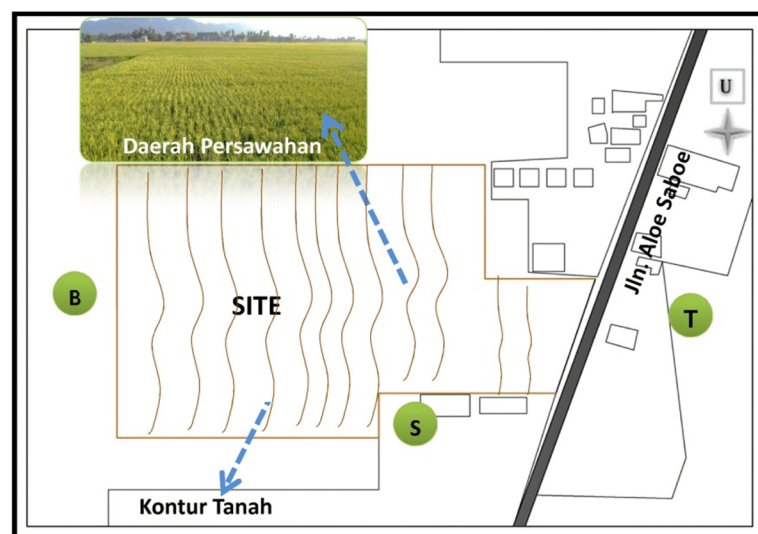 U
Daerah Persawahan
Jln. Aloe Saboe
B
SITE
T
S
Kontur Tanah